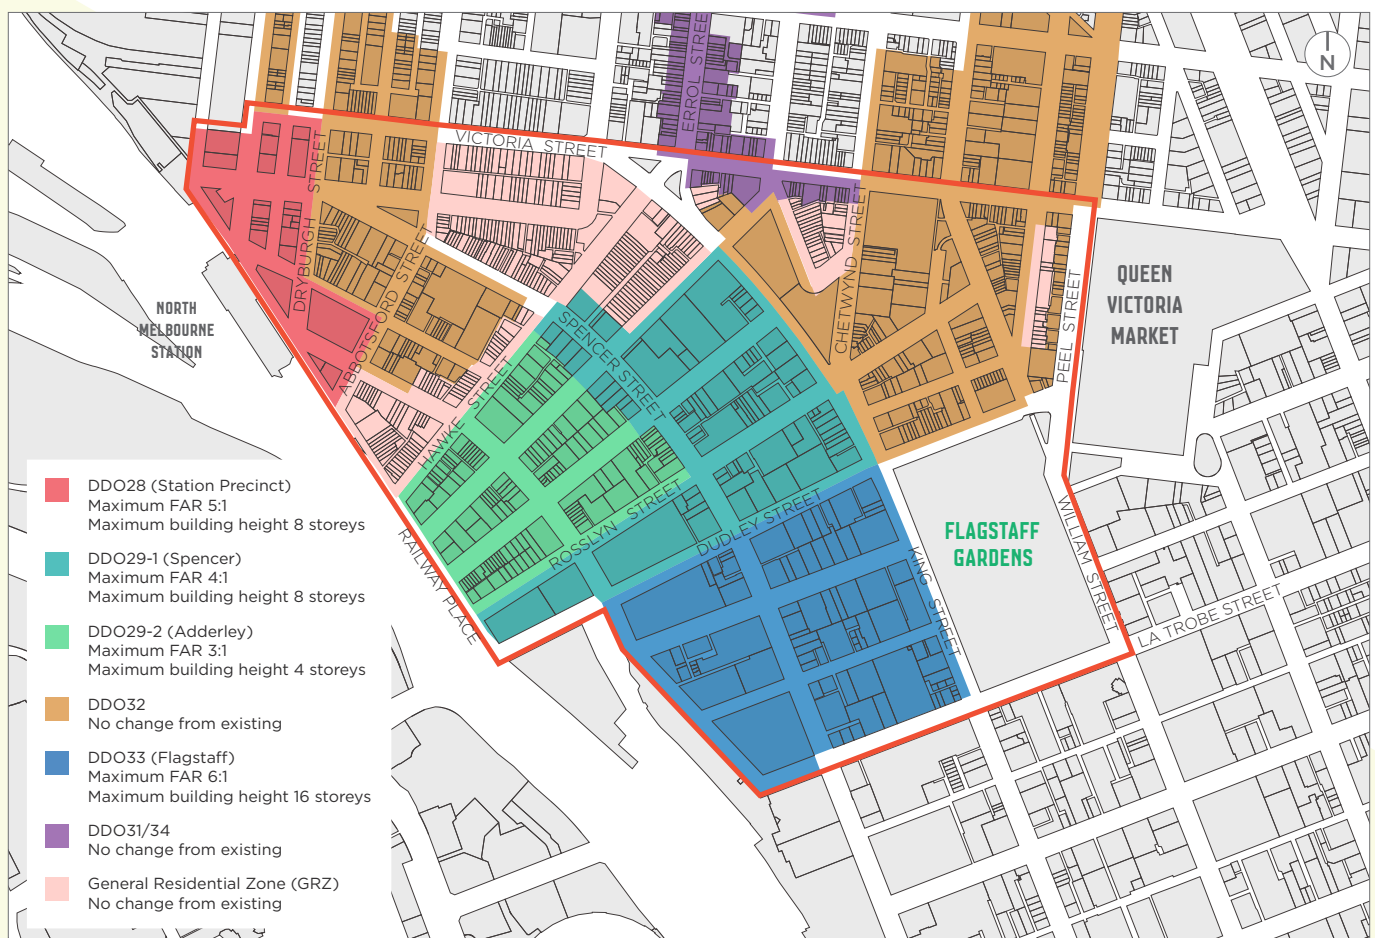 N
ERROL STREET
VICTORIA STREET
DRYBURGH STREET
ABBOTSFORD STREET
CHETWYND STREET
PEEL STREET
QUEEN
VICTORIA
MARKET
NORTH
MELBOURNE
STATION
SPENCER STREET
HAWKE STREET
ROSSLYN STREET
DUDLEY STREET
RAILWAY PLACE
KING STREET
FLAGSTAFF
GARDENS
WILLIAM STREET
LA TROBE STREET
DDO28 (Station Precinct)
Maximum FAR 5:1
Maximum building height 8 storeys
DDO29-1 (Spencer)
Maximum FAR 4:1
Maximum building height 8 storeys
DDO29-2 (Adderley)
Maximum FAR 3:1
Maximum building height 4 storeys
DDO32
No change from existing
DDO33 (Flagstaff)
Maximum FAR 6:1
Maximum building height 16 storeys
DDO31/34
No change from existing
General Residential Zone (GRZ)
No change from existing